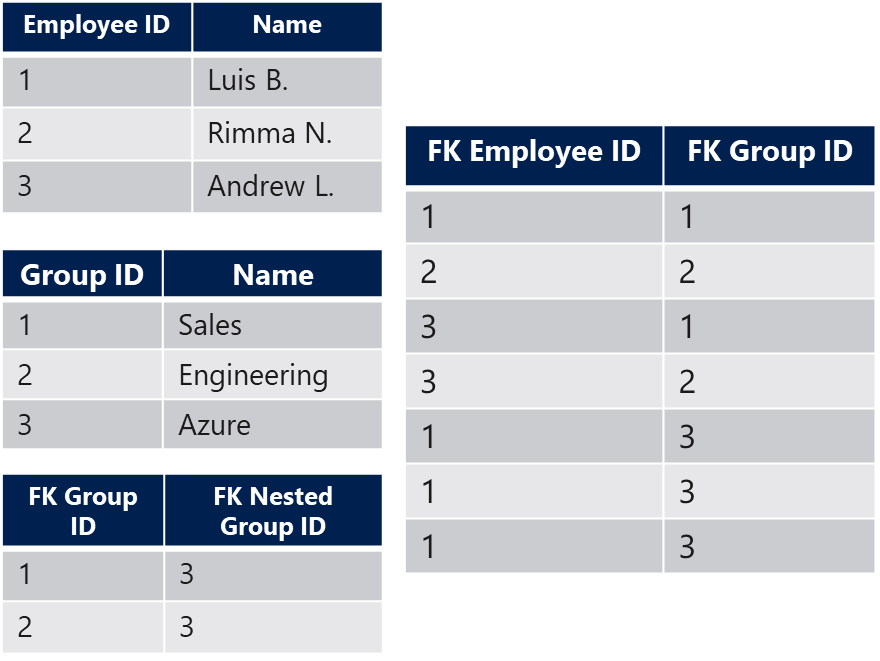 Employee ID Name
1 Luis B.
2 Rimma N.
3 Andrew L.
Group ID Name
1 Sales
2 Engineering
3 Azure
FK Group FK Nested
ID Group ID
1 3
2 3
FK Employee ID FK Group ID
1 1
2 2
3 1
3 2
1 3
1 3
1 3